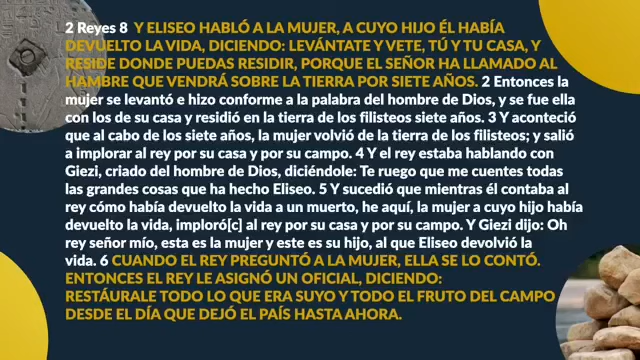 2 Reyes 8 Y ELISEO HABLÓ A LA MUJER, A CUYO HIJO ÉL HABÍA
DEVUELTO LA VIDA, DICIENDO: LEVÁNTATE Y VETE, TÚ Y TU CASA, Y
RESIDE DONDE PUEDAS RESIDIR, PORQUE EL SEÑOR HA LLAMADO AL
HAMBRE QUE VENDRÁ SOBRE LA TIERRA POR SIETE AÑOS. 2 Entonces la
mujer se levantó e hizo conforme a la palabra del hombre de Dios, y se fue ella
con los de su casa y residió en la tierra de los filisteos siete años. 3 Y aconteció
que al cabo de los siete años, la mujer volvió de la tierra de los filisteos; y salió
a implorar al rey por su casa y por su campo. 4 Y el rey estaba hablando con
Giezi, criado del hombre de Dios, diciéndole: Te ruego que me cuentes todas
las grandes cosas que ha hecho Eliseo. 5 Y sucedió que mientras él contaba al
rey cómo había devuelto la vida a un muerto, he aquí, la mujer a cuyo hijo había
devuelto la vida, imploró[c] al rey por su casa y por su campo. Y Giezi dijo: Oh
rey señor mío, esta es la mujer y este es su hijo, al que Eliseo devolvió la
vida. 6 CUANDO EL REY PREGUNTÓ A LA MUJER, ELLA SE LO CONTÓ.
ENTONCES EL REY LE ASIGNÓ UN OFICIAL, DICIENDO:
RESTÁURALE TODO LO QUE ERA SUYO Y TODO EL FRUTO DEL CAMPO
DESDE EL DÍA QUE DEJÓ EL PAÍS HASTA AHORA.